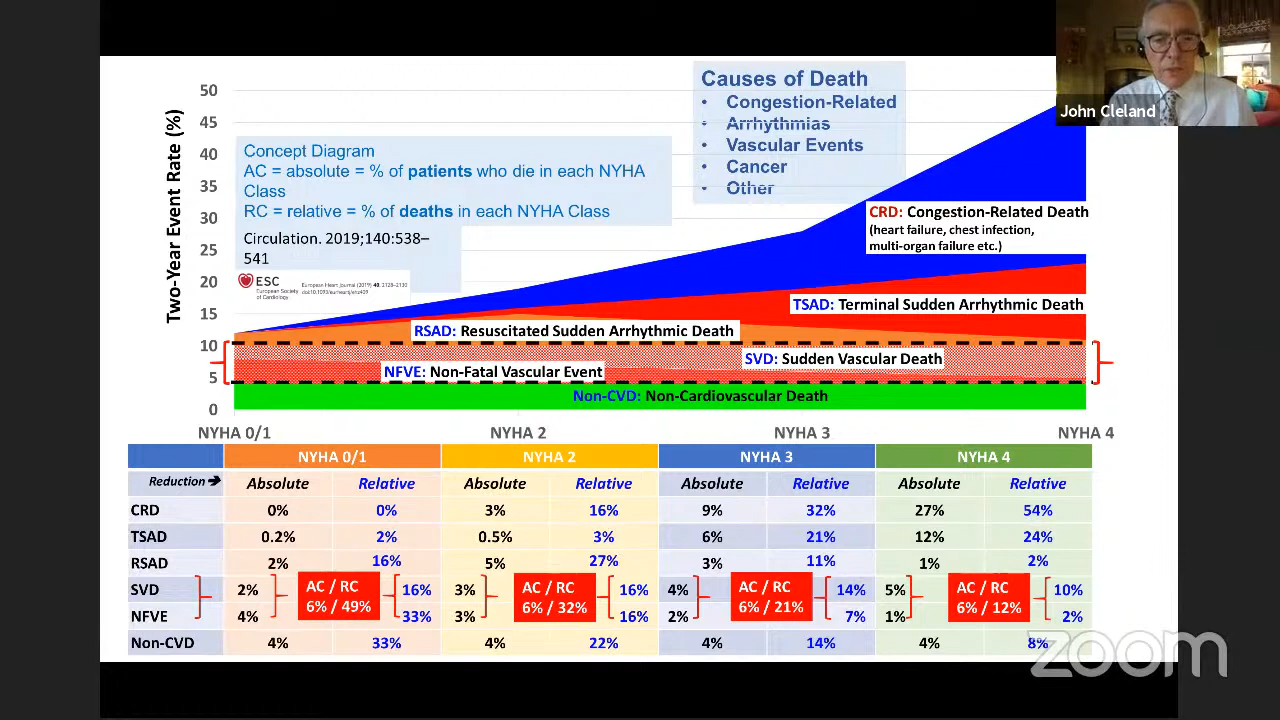 John Cleland
Causes of Death
• Congestion-Related
• Arrhythmias
• Vascular Events
• Cancer
• Other
Two-Year Event Rate (%)
50
45
40
35
30
25
20
15
10
5
0
Concept Diagram
AC = absolute = % of patients who die in each NYHA
Class
RC = relative = % of deaths in each NYHA Class
Circulation. 2019;140:538–
541
ESC
European Society
of Cardiology
European Heart Journal (2019) 40, 2128–2130
CRD: Congestion-Related Death
(heart failure, chest infection,
multi-organ failure etc.)
TSAD: Terminal Sudden Arrhythmic Death
RSAD: Resuscitated Sudden Arrhythmic Death
SVD: Sudden Vascular Death
NFVE: Non-Fatal Vascular Event
Non-CVD: Non-Cardiovascular Death
NYHA 0/1 NYHA 2 NYHA 3 NYHA 4
NYHA 0/1 NYHA 2 NYHA 3 NYHA 4
Reduction ➔ Absolute Relative Absolute Relative Absolute Relative Absolute Relative
CRD 0% 0% 3% 16% 9% 32% 27% 54%
TSAD 0.2% 2% 0.5% 3% 6% 21% 12% 24%
RSAD 2% 16% 5% 27% 3% 11% 1% 2%
SVD 2% 16% 3% 16% 4% 14% 5% 10%
AC / RC AC / RC AC / RC AC / RC
6% / 49% 6% / 32% 6% / 21% 6% / 12%
NFVE 4% 33% 3% 16% 2% 7% 1% 2%
Non-CVD 4% 33% 4% 22% 4% 14% 4% 8%
zoom